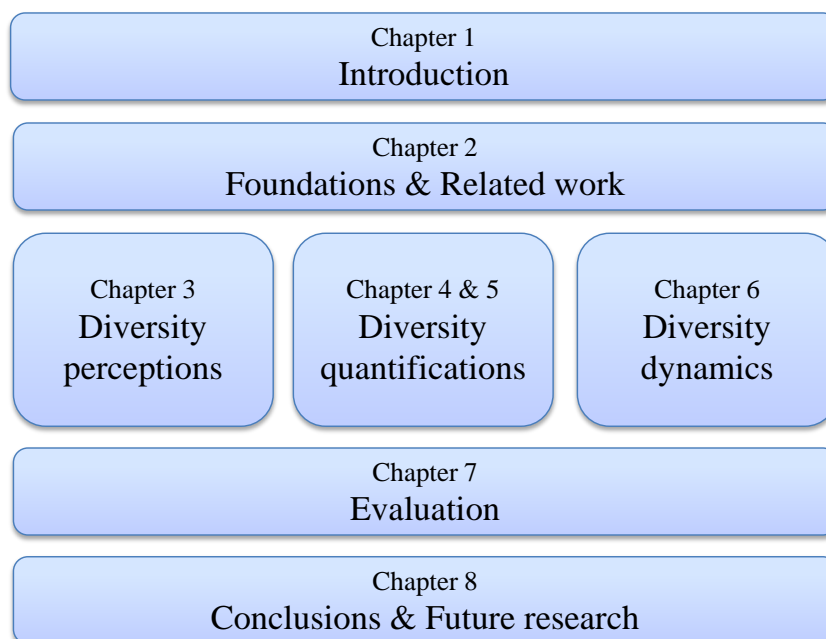 Chapter 1
Introduction
Chapter 2
Foundations & Related work
Chapter 3
Diversity
perceptions
Chapter 4 & 5
Diversity
quantifications
Chapter 6
Diversity
dynamics
Chapter 7
Evaluation
Chapter 8
Conclusions & Future research